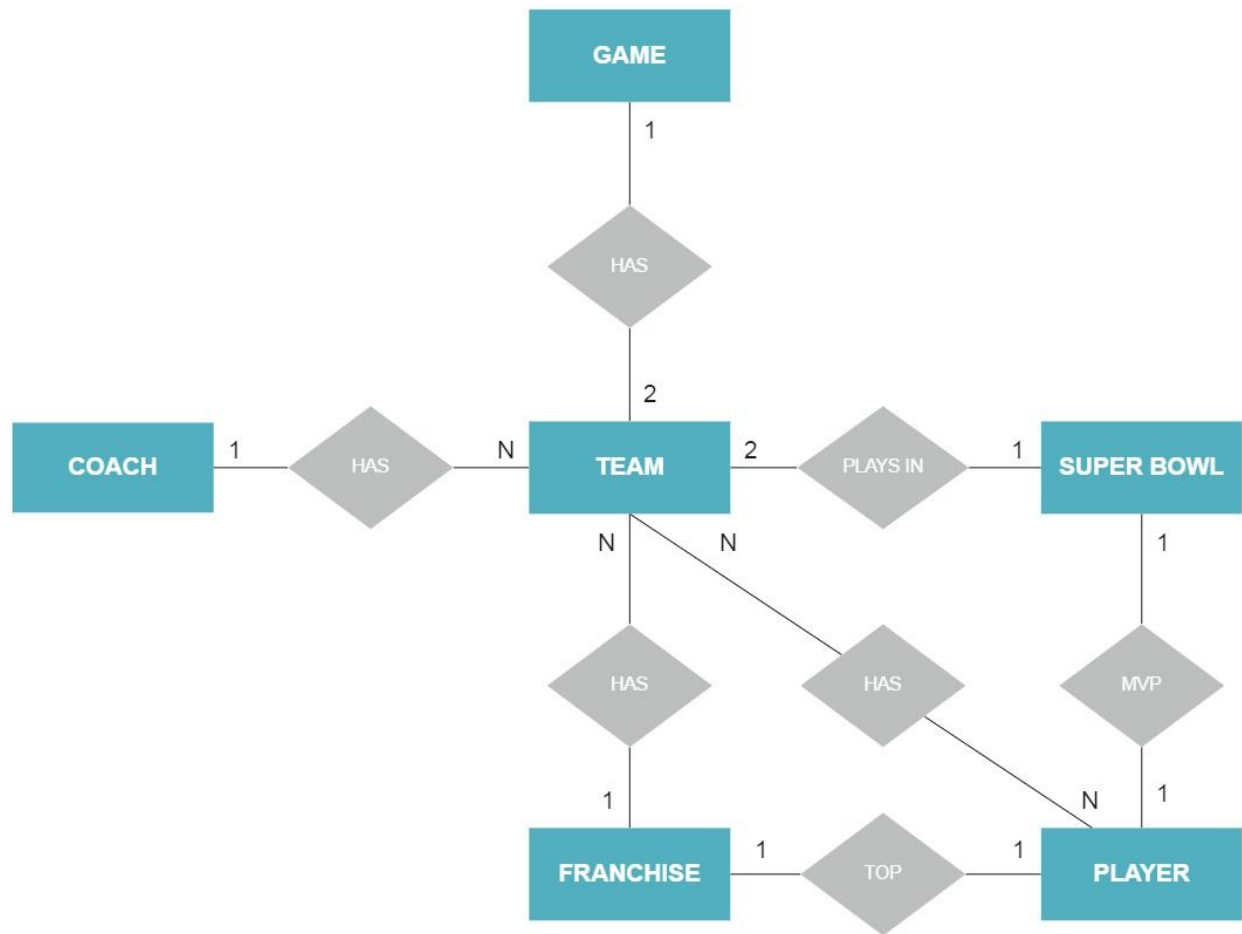 GAME
1
HAS
2
COACH
1
HAS
N
TEAM
2
PLAYS IN
1
SUPER BOWL
N
N
1
HAS
HAS
MVP
1
N
1
FRANCHISE
1
TOP
1
PLAYER